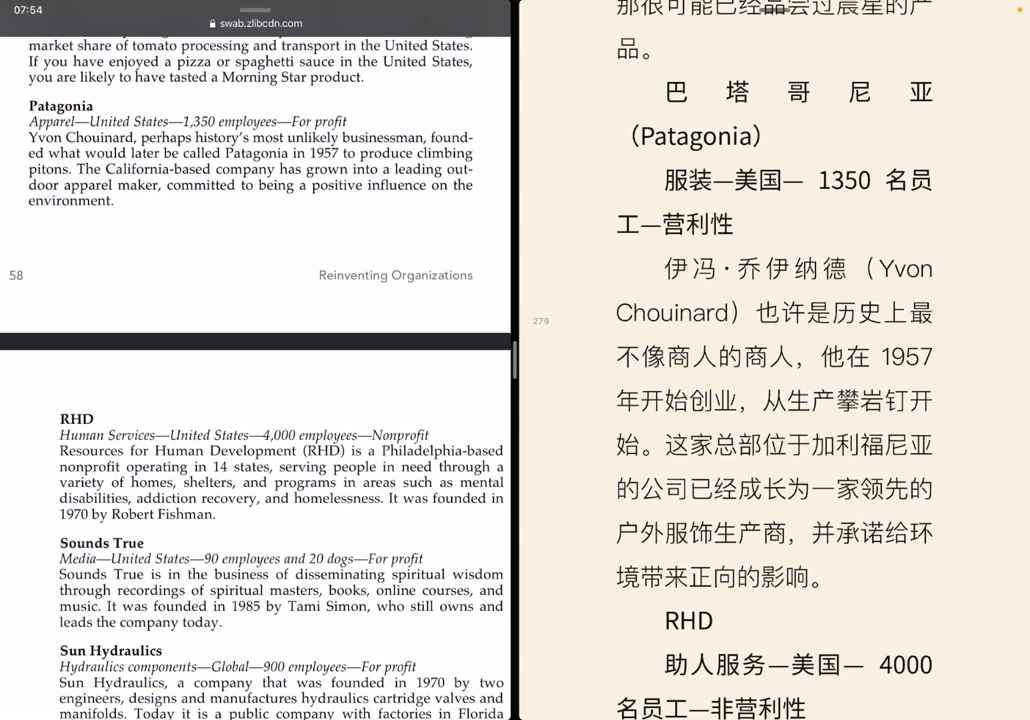 07:54
swab.zlibcdn.com
market share of tomato processing and transport in the United States.
If you have enjoyed a pizza or spaghetti sauce in the United States,
you are likely to have tasted a Morning Star product.
Patagonia
Apparel—United States—1,350 employees—For profit
Yvon Chouinard, perhaps history's most unlikely businessman, found-
ed what would later be called Patagonia in 1957 to produce climbing
pitons. The California-based company has grown into a leading out-
door apparel maker, committed to being a positive influence on the
environment.
58
Reinventing Organizations
RHD
Human Services—United States—4,000 employees—Nonprofit
Resources for Human Development (RHD) is a Philadelphia-based
nonprofit operating in 14 states, serving people in need through a
variety of homes, shelters, and programs in areas such as mental
disabilities, addiction recovery, and homelessness. It was founded in
1970 by Robert Fishman.
Sounds True
Media—United States—90 employees and 20 dogs—For profit
Sounds True is in the business of disseminating spiritual wisdom
through recordings of spiritual masters, books, online courses, and
music. It was founded in 1985 by Tami Simon, who still owns and
leads the company today.
Sun Hydraulics
Hydraulics components—Global—900 employees—For profit
Sun Hydraulics, a company that was founded in 1970 by two
engineers, designs and manufactures hydraulics cartridge valves and
manifolds. Today it is a public company with factories in Florida
那很可能已经品尝过晨星的产
品。
巴塔哥尼亚
（Patagonia）
服装—美国— 1350 名员
工—营利性
伊冯·乔伊纳德（Yvon
Chouinard）也许是历史上最
不像商人的商人，他在 1957
年开始创业，从生产攀岩钉开
始。这家总部位于加利福尼亚
的公司已经成长为一家领先的
户外服饰生产商，并承诺给环
境带来正向的影响。
279
RHD
助人服务—美国— 4000
名员工—非营利性